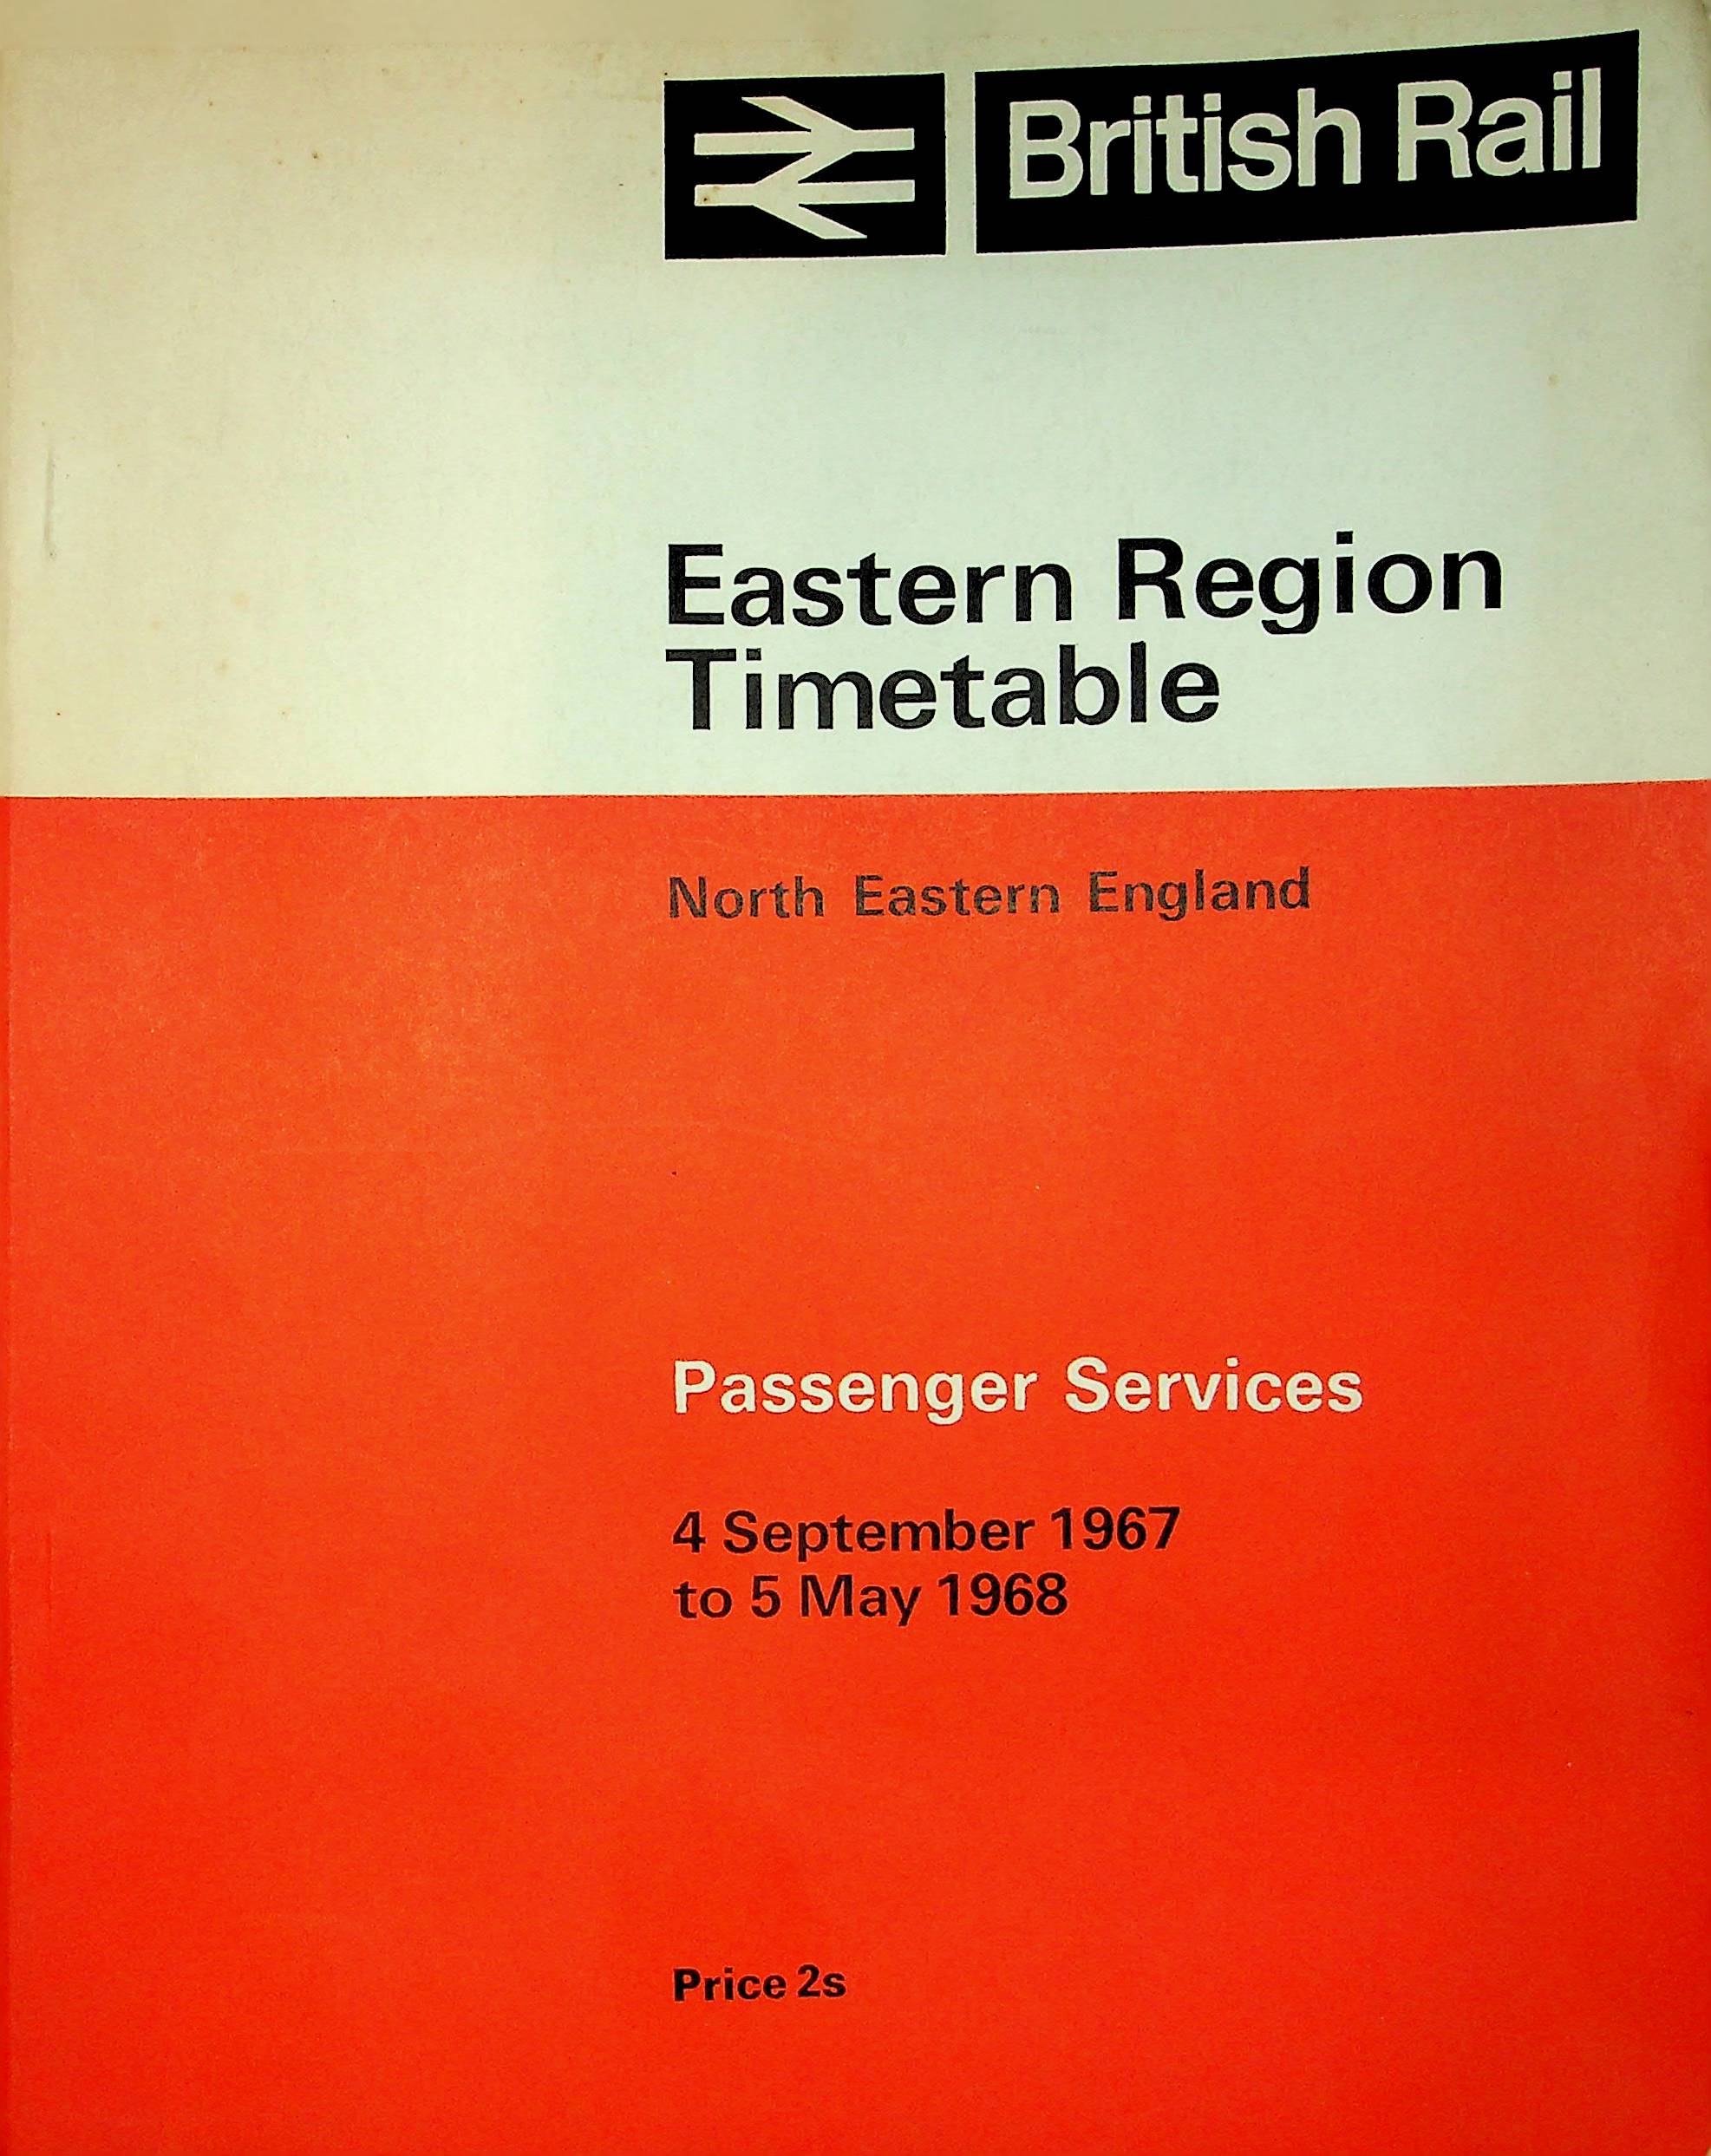 British Rail
Eastern Region
Timetable
North Eastern England
Passenger Services
4 September 1967
to 5 May 1968
Price 2s